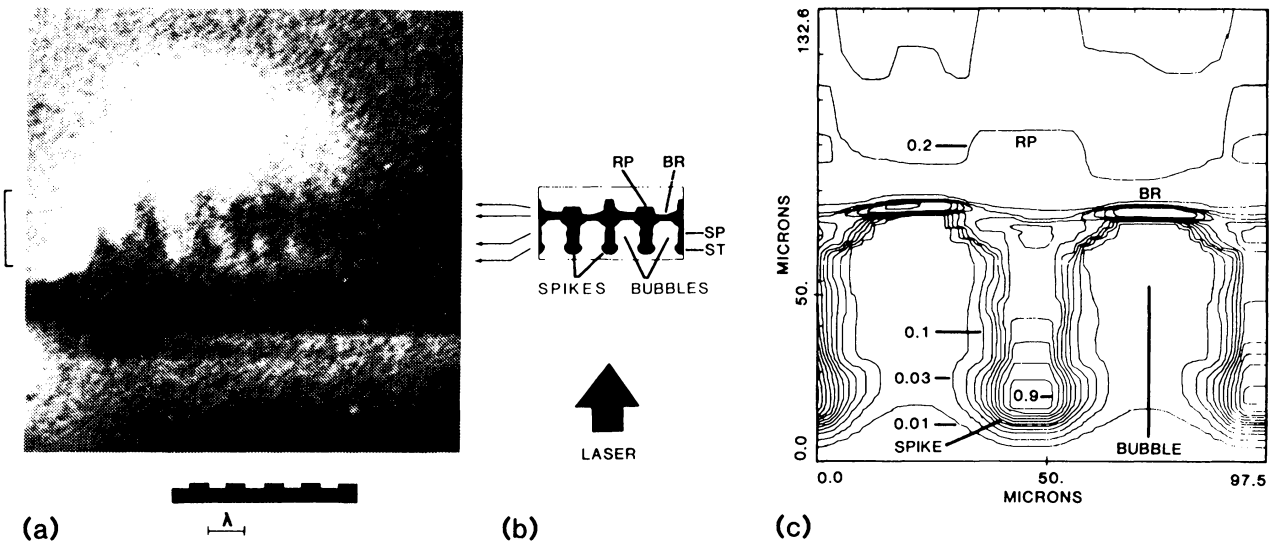 (a)
λ
RP BR
SP
ST
SPIKES BUBBLES
LASER
(b)
132.6
50.
0.0
MICRONS
0.2
RP
BR
0.1
0.03
0.9
0.01
SPIKE
BUBBLE
0.0 50. 97.5
MICRONS
(c)